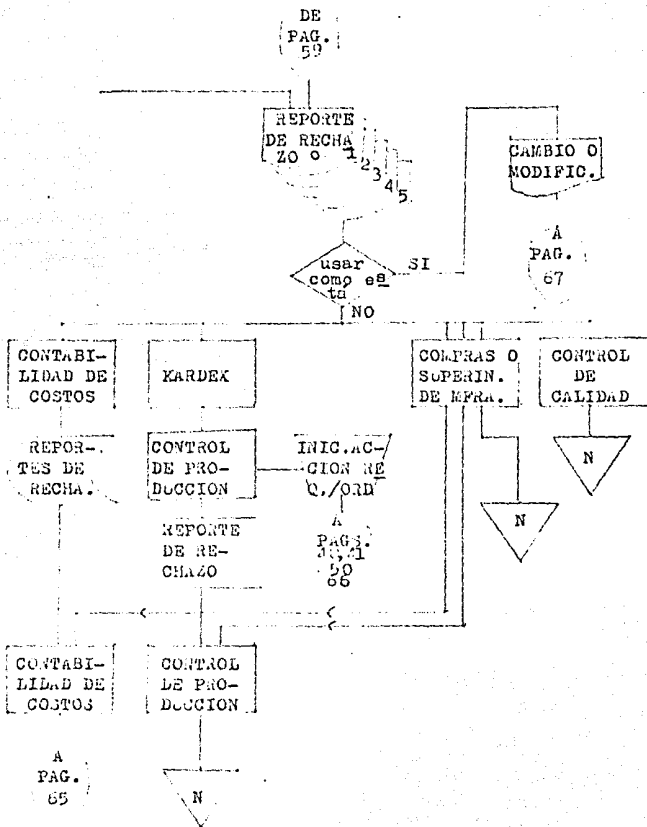 DE
PAG.
59
REPORTE
DE RECHA
ZO o 1
2
3
4
5
CAMBIO O
MODIFIC.
usar
como es
tá
SI
NO
A
PAG.
67
CONTABI-
LIDAD DE
COSTOS
KARDEX
COMPRAS O
SUPERIN.
DE MFRA.
CONTROL
DE
CALIDAD
REPOR-
TES DE
RECHA.
CONTROL
DE PRO-
DUCCION
INIC.AC-
CION RE
Q./ORD
N
N
REPORTE
DE RE-
CHAZO
A
PAGS.
50
66
CONTABI-
LIDAD DE
COSTOS
CONTROL
DE PRO-
DUCCION
A
PAG.
65
N